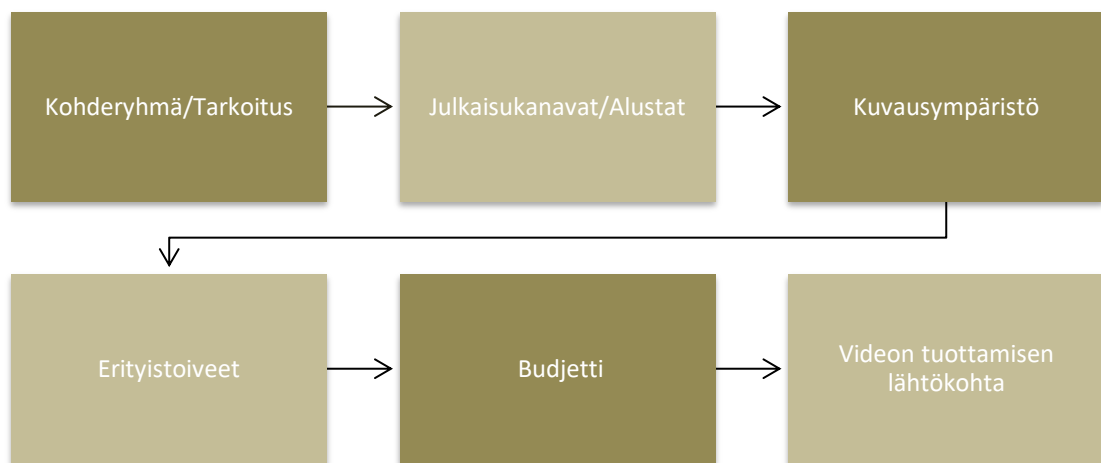 Kohderyhmä/Tarkoitus
Julkaisukanavat/Alustat
Kuvausympäristö
Erityistoiveet
Budjetti
Videon tuottamisen
lähtökohta